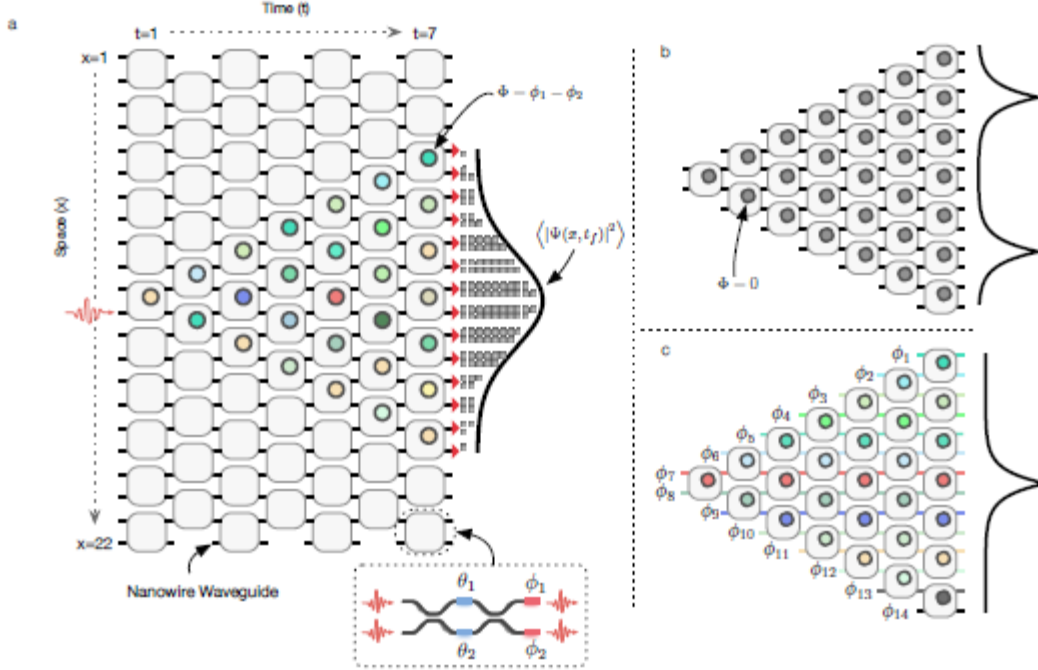 a
Time (t)
t=1
t=7
x=1
Space (x)
x=22
Φ − ϕ₁ − ϕ₂
⟨|Ψ(x, t_f)|²⟩
Nanowire Waveguide
θ₁
ϕ₁
θ₂
ϕ₂
b
Φ − 0
c
ϕ₁
ϕ₂
ϕ₃
ϕ₄
ϕ₅
ϕ₆
ϕ₇
ϕ₈
ϕ₉
ϕ₁₀
ϕ₁₁
ϕ₁₂
ϕ₁₃
ϕ₁₄